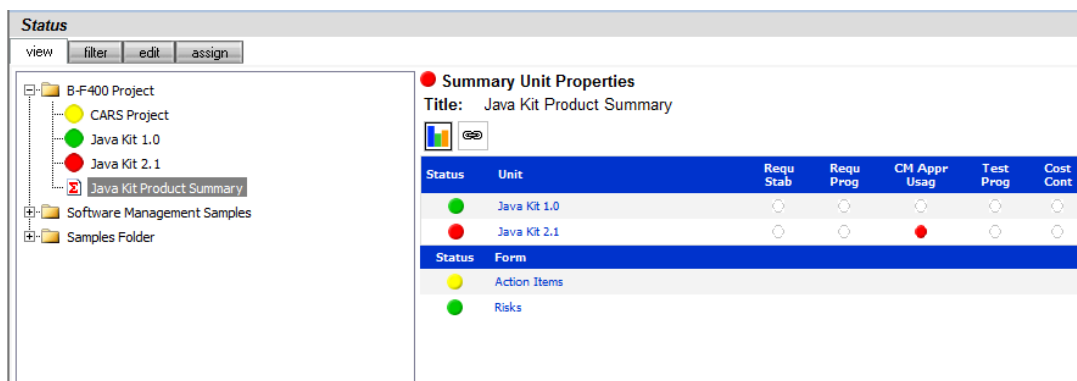 Status
view filter edit assign
B-F400 Project
CARS Project
Java Kit 1.0
Java Kit 2.1
Java Kit Product Summary
Software Management Samples
Samples Folder
Summary Unit Properties
Title: Java Kit Product Summary
Status Unit Requ Stab Requ Prog CM Appr Usag Test Prog Cost Cont
Java Kit 1.0
Java Kit 2.1
Status Form
Action Items
Risks